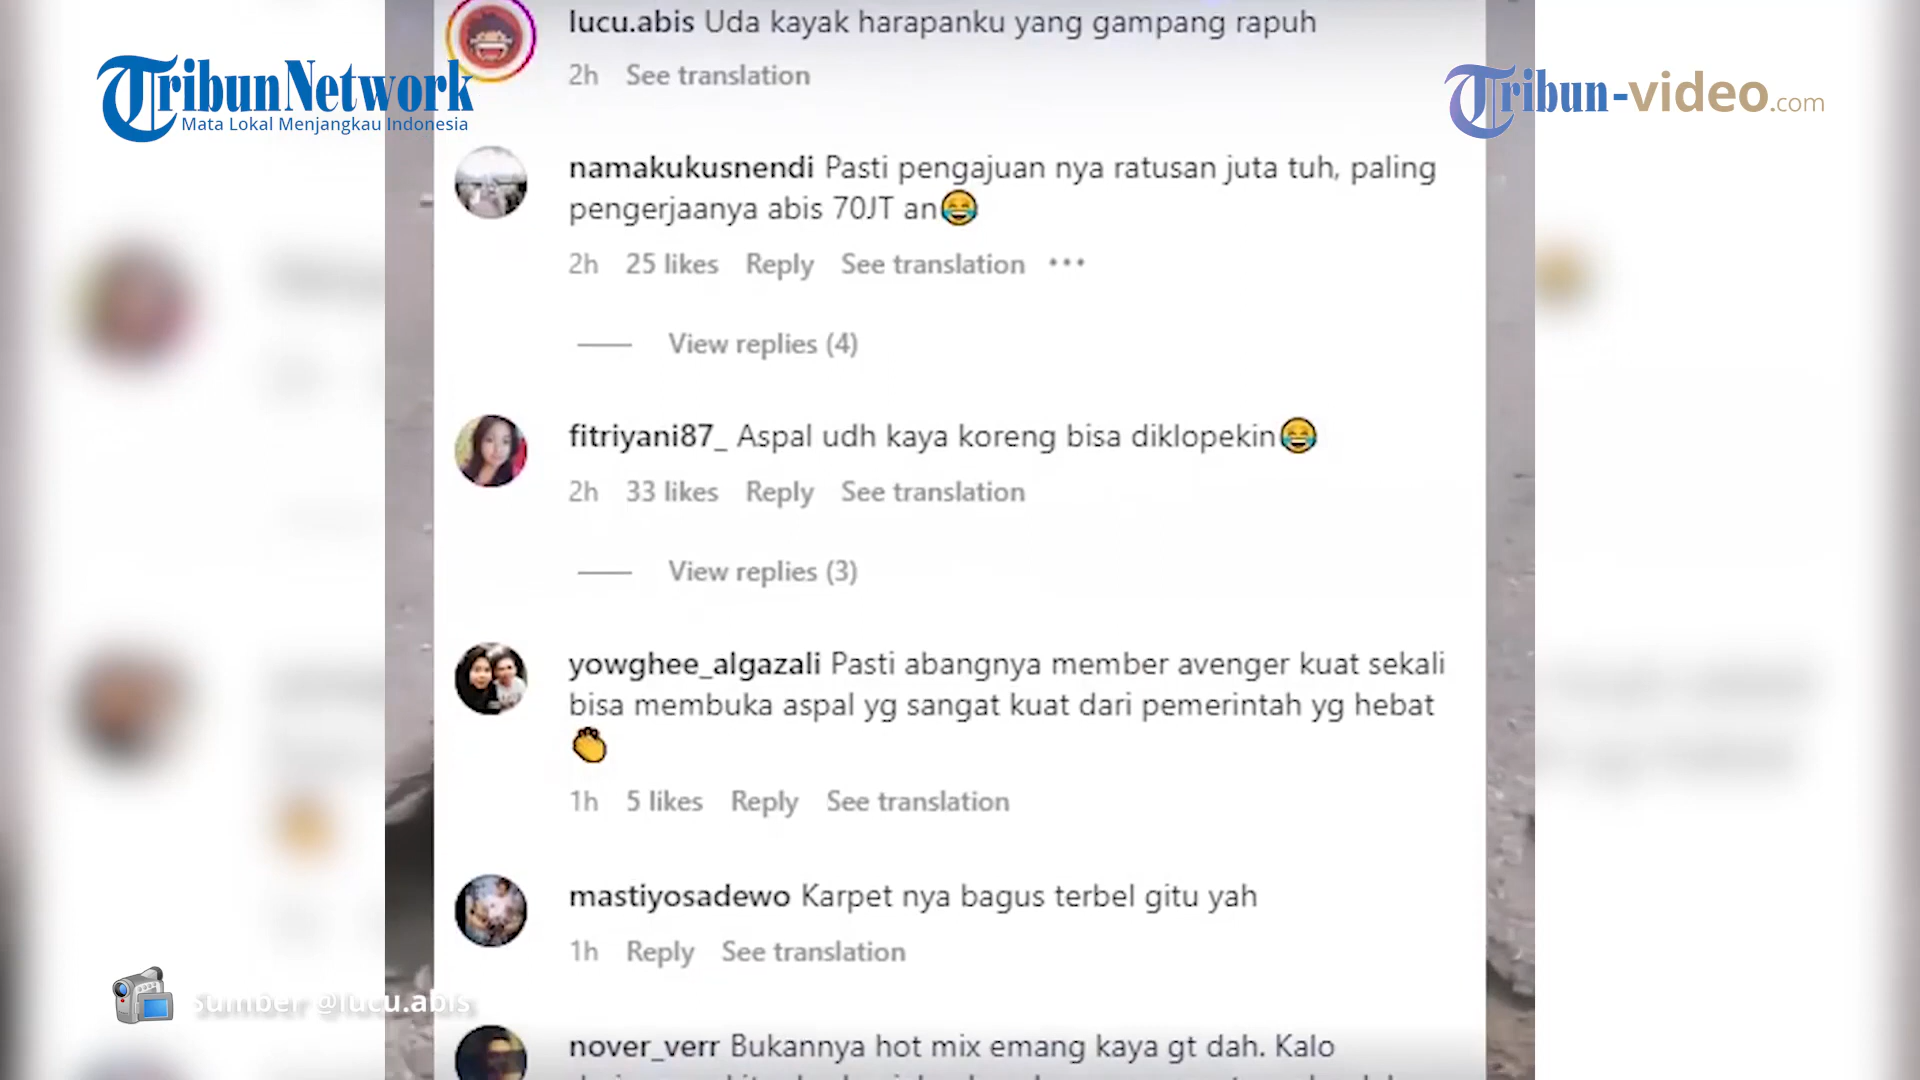 lucu.abis Uda kayak harapanku yang gampang rapuh
2h See translation
TribunNetwork
Mata Lokal Menjangkau Indonesia
Tribun-video.com
namakukusnendi Pasti pengajuan nya ratusan juta tuh, paling
pengerjaanya abis 70JT an😂
2h 25 likes Reply See translation •••
View replies (4)
fitriyani87_ Aspal udh kaya koreng bisa diklopekin😂
2h 33 likes Reply See translation
View replies (3)
yowghee_algazali Pasti abangnya member avenger kuat sekali
bisa membuka aspal yg sangat kuat dari pemerintah yg hebat
👏
1h 5 likes Reply See translation
mastiyosadewo Karpet nya bagus terbel gitu yah
1h Reply See translation
Sumber @lucu.abis
nover_verr Bukannya hot mix emang kaya gt dah. Kalo